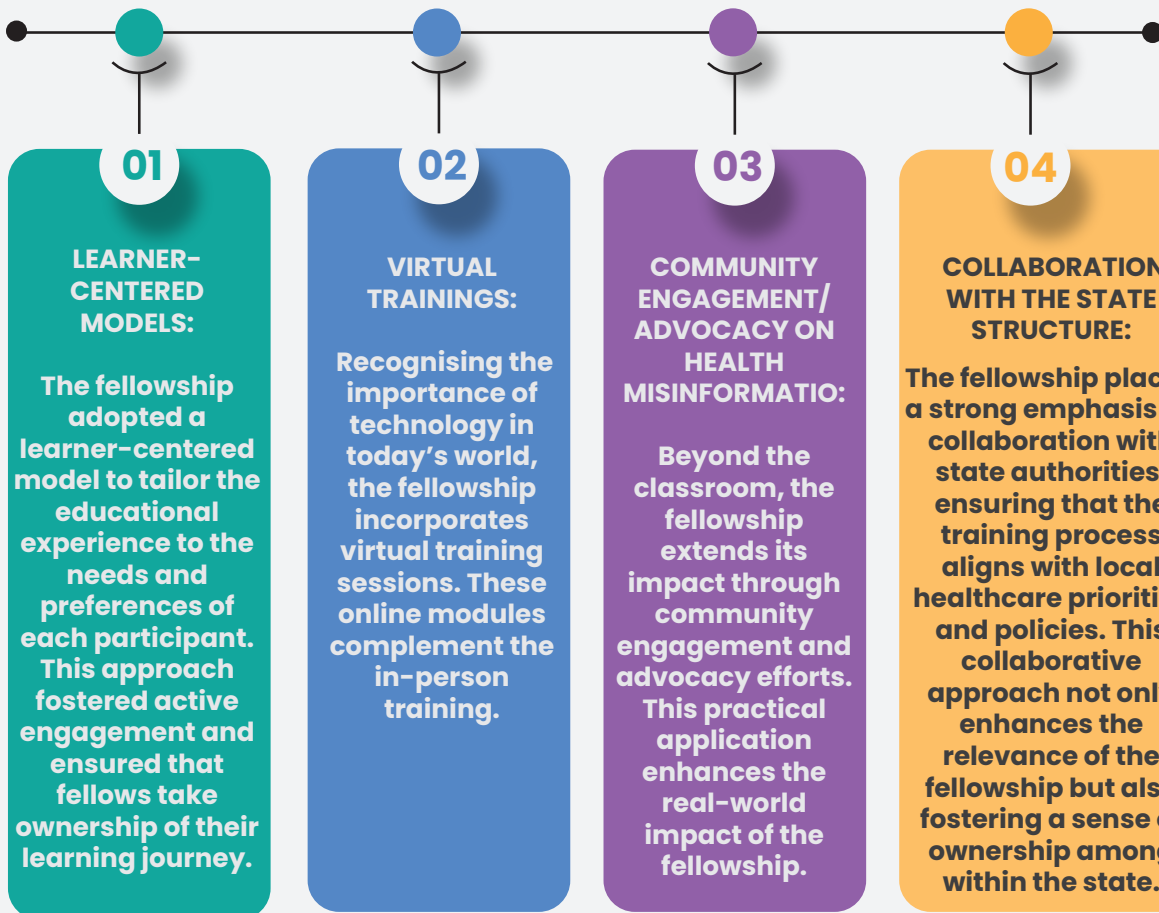 01
LEARNER-
CENTERED
MODELS:
The fellowship
adopted a
learner-centered
model to tailor the
educational
experience to the
needs and
preferences of
each participant.
This approach
fostered active
engagement and
ensured that
fellows take
ownership of their
learning journey.
02
VIRTUAL
TRAININGS:
Recognising the
importance of
technology in
today's world,
the fellowship
incorporates
virtual training
sessions. These
online modules
complement the
in-person
training.
03
COMMUNITY
ENGAGEMENT/
ADVOCACY ON
HEALTH
MISINFORMATIO:
Beyond the
classroom, the
fellowship
extends its
impact through
community
engagement and
advocacy efforts.
This practical
application
enhances the
real-world
impact of the
fellowship.
04
COLLABORATION
WITH THE STATE
STRUCTURE:
The fellowship plac
a strong emphasis
collaboration with
state authorities
ensuring that the
training process
aligns with local
healthcare prioriti
and policies. This
collaborative
approach not onl
enhances the
relevance of the
fellowship but als
fostering a sense
ownership among
within the state.